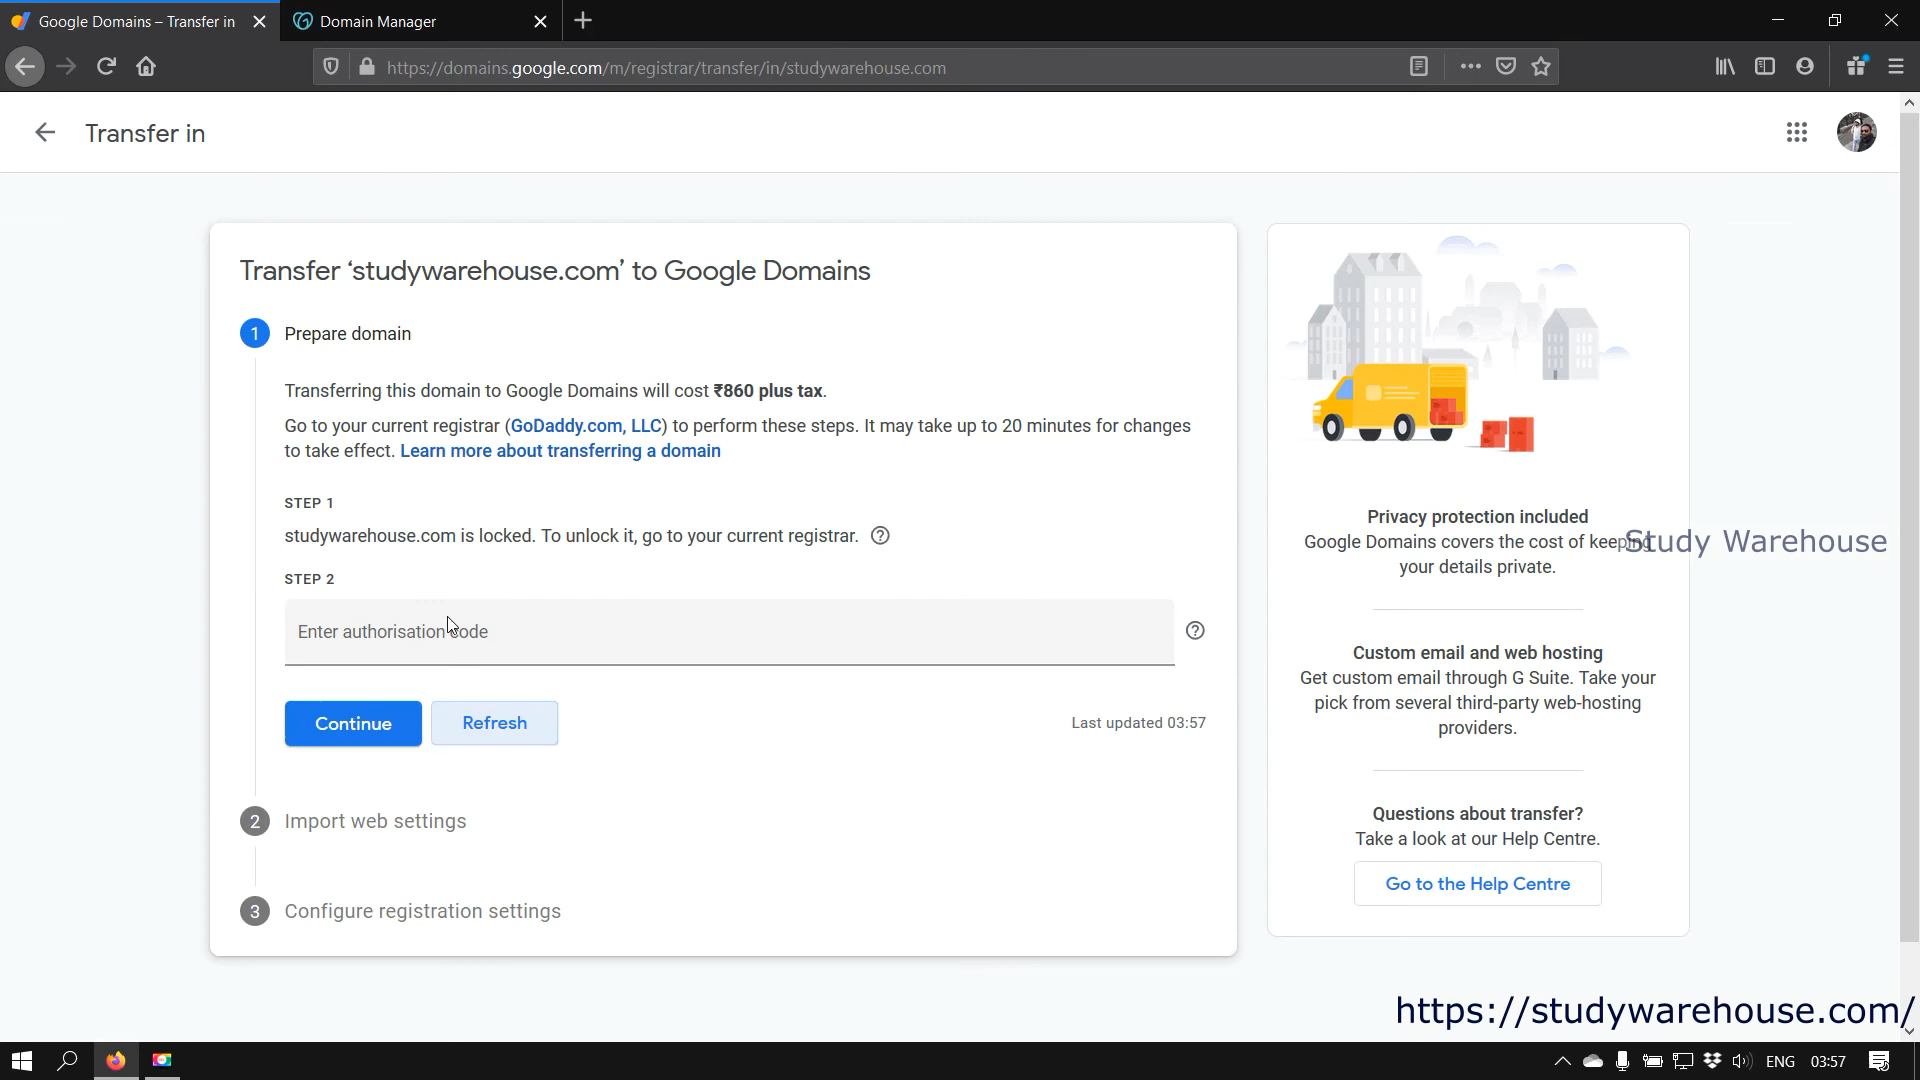 Google Domains – Transfer in
Domain Manager
https://domains.google.com/m/registrar/transfer/in/studywarehouse.com
Transfer in
Transfer ‘studywarehouse.com’ to Google Domains
1 Prepare domain
Transferring this domain to Google Domains will cost ₹860 plus tax.
Go to your current registrar (GoDaddy.com, LLC) to perform these steps. It may take up to 20 minutes for changes
to take effect. Learn more about transferring a domain
STEP 1
studywarehouse.com is locked. To unlock it, go to your current registrar.
STEP 2
Enter authorisation code
Continue
Refresh
Last updated 03:57
2 Import web settings
3 Configure registration settings
Privacy protection included
Google Domains covers the cost of keeping
your details private.
Study Warehouse
Custom email and web hosting
Get custom email through G Suite. Take your
pick from several third-party web-hosting
providers.
Questions about transfer?
Take a look at our Help Centre.
Go to the Help Centre
https://studywarehouse.com/
ENG
03:57